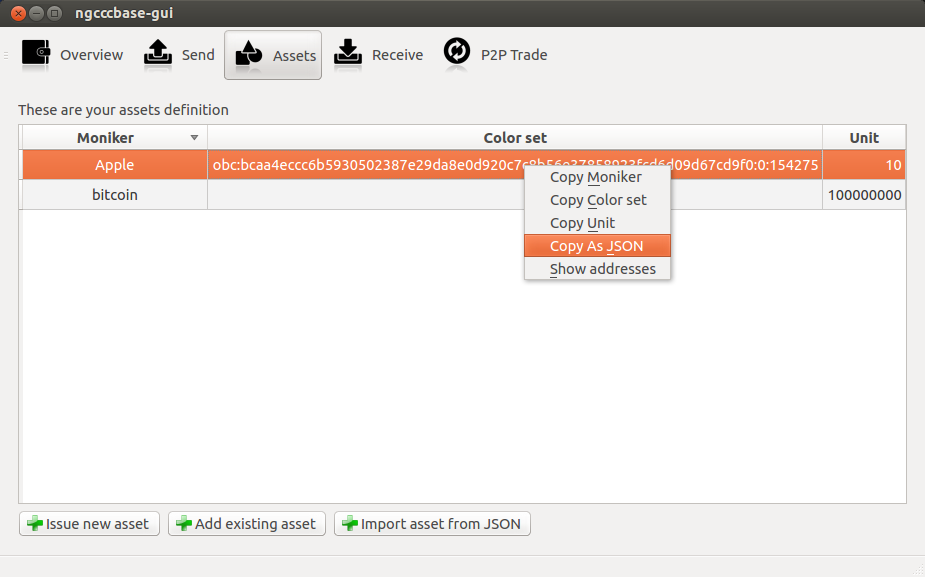 ngcccbase-gui
Overview Send Assets Receive P2P Trade
These are your assets definition
Moniker Color set Unit
Apple obc:bcaa4eccc6b5930502387e29da8e0d920c7c8b56e37858923fcd6d09d67cd9f0:0:154275 10
bitcoin 100000000
Copy Moniker
Copy Color set
Copy Unit
Copy As JSON
Show addresses
Issue new asset Add existing asset Import asset from JSON